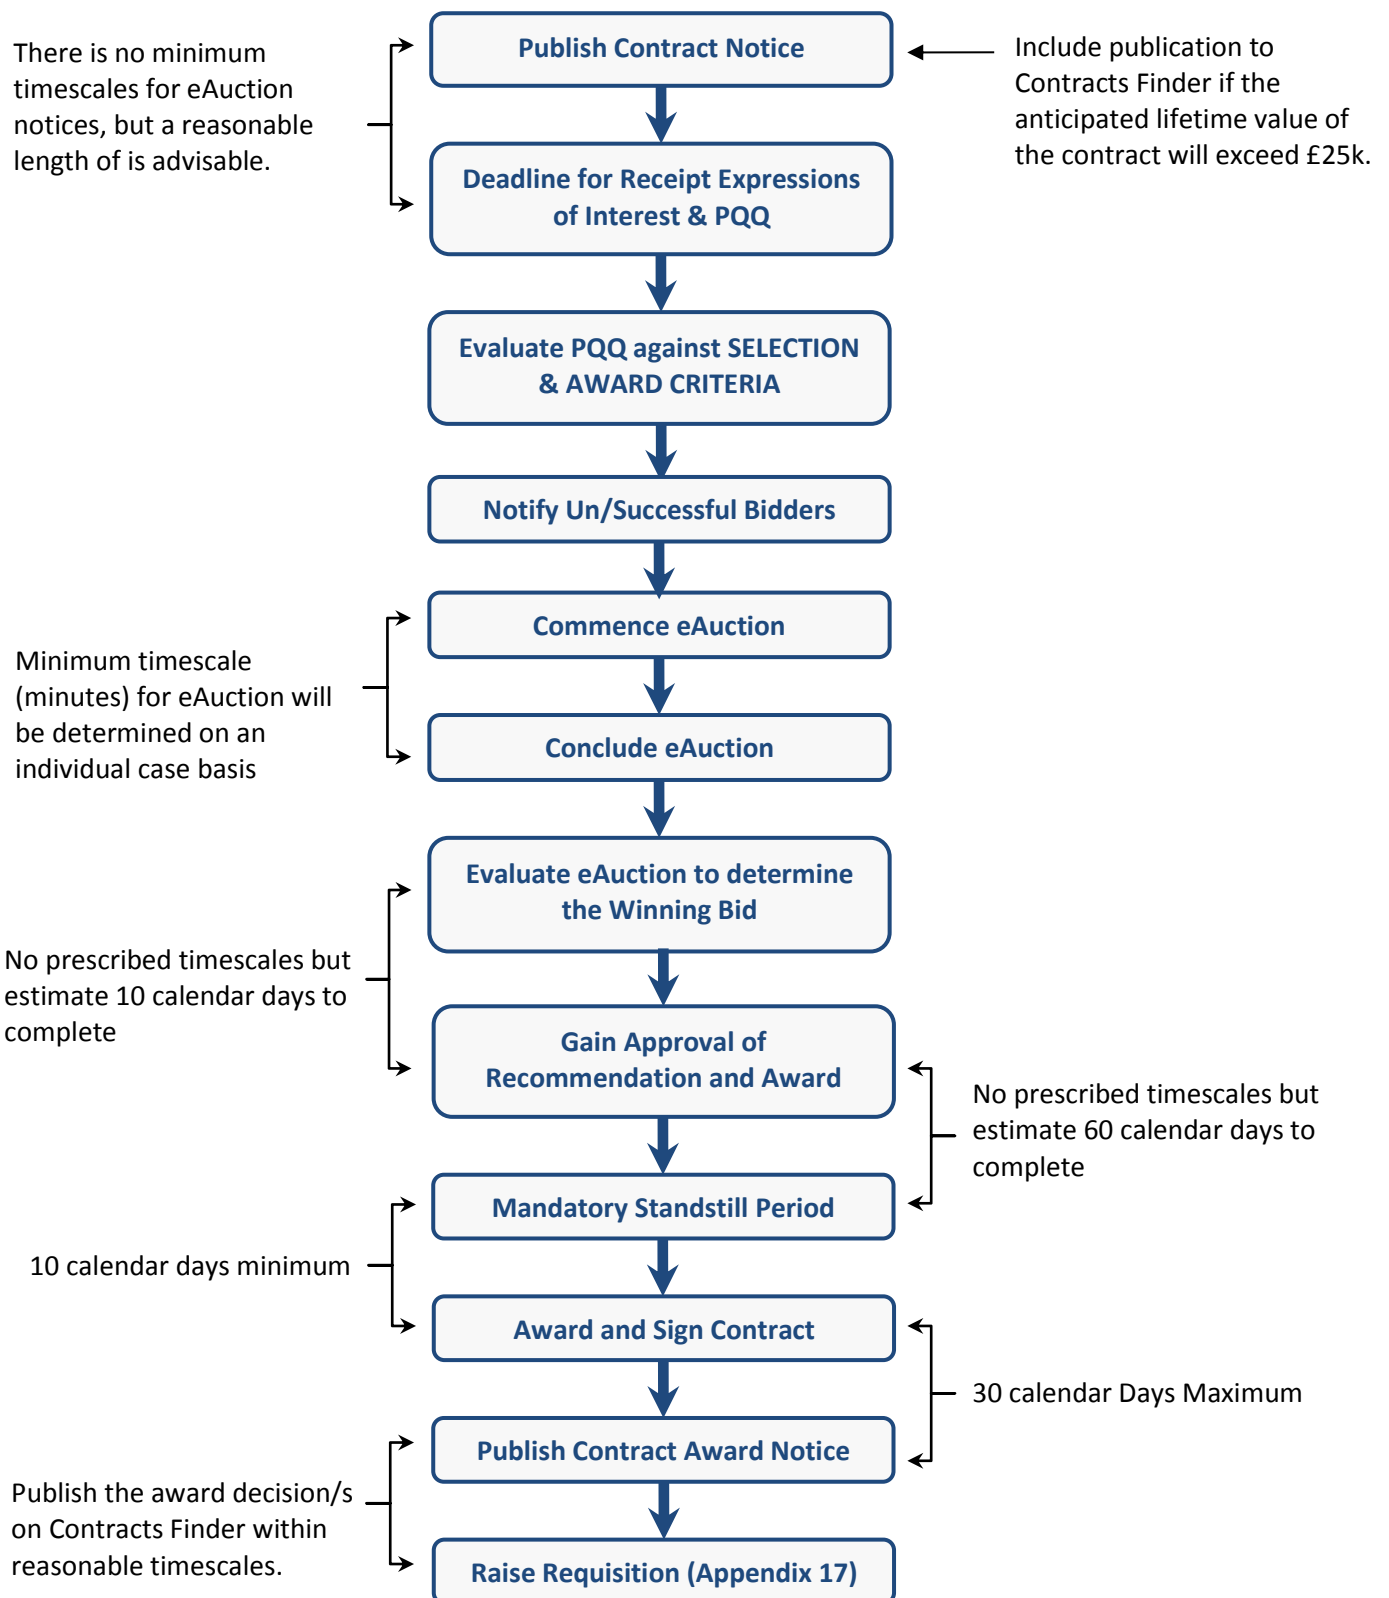 There is no minimum
timescales for eAuction
notices, but a reasonable
length of is advisable.
Publish Contract Notice
Include publication to
Contracts Finder if the
anticipated lifetime value of
the contract will exceed £25k.
Deadline for Receipt Expressions
of Interest & PQQ
Evaluate PQQ against SELECTION
& AWARD CRITERIA
Notify Un/Successful Bidders
Commence eAuction
Minimum timescale
(minutes) for eAuction will
be determined on an
individual case basis
Conclude eAuction
Evaluate eAuction to determine
the Winning Bid
No prescribed timescales but
estimate 10 calendar days to
complete
Gain Approval of
Recommendation and Award
No prescribed timescales but
estimate 60 calendar days to
complete
Mandatory Standstill Period
10 calendar days minimum
Award and Sign Contract
30 calendar Days Maximum
Publish Contract Award Notice
Publish the award decision/s
on Contracts Finder within
reasonable timescales.
Raise Requisition (Appendix 17)